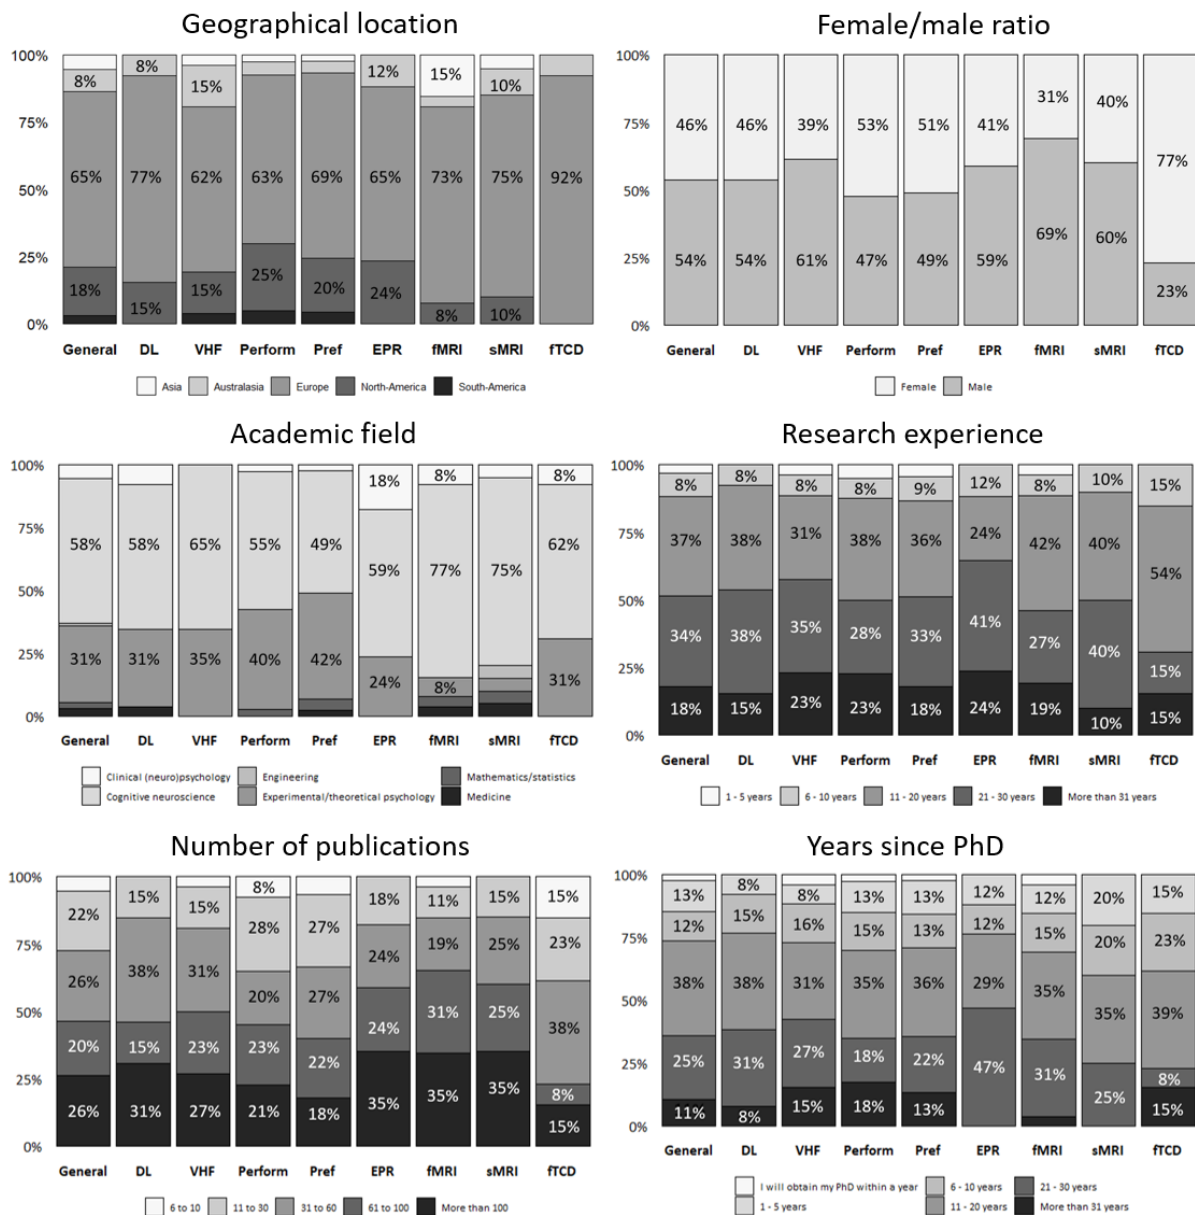 Geographical location
100%
75%
50%
25%
0%
8% 8% 15% 12% 15% 10%
65% 77% 62% 63% 69% 65% 73% 75% 92%
18% 15% 15% 25% 20% 24% 8% 10%
General DL VHF Perform Pref EPR fMRI sMRI fTCD
Asia Australasia Europe North-America South-America
Female/male ratio
100%
75%
50%
25%
0%
46% 46% 39% 53% 51% 41% 31% 40% 77%
54% 54% 61% 47% 49% 59% 69% 60% 23%
General DL VHF Perform Pref EPR fMRI sMRI fTCD
Female Male
Academic field
100%
75%
50%
25%
0%
18% 8% 8%
58% 58% 65% 55% 49% 59% 77% 75% 62%
31% 31% 35% 40% 42% 24% 8% 31%
General DL VHF Perform Pref EPR fMRI sMRI fTCD
Clinical (neuro)psychology Engineering Mathematics/statistics
Cognitive neuroscience Experimental/theoretical psychology Medicine
Research experience
100%
75%
50%
25%
0%
8% 8% 8% 8% 9% 12% 8% 10% 15%
37% 38% 31% 38% 36% 24% 42% 40% 54%
34% 38% 35% 28% 33% 41% 27% 40% 15%
18% 15% 23% 23% 18% 24% 19% 10% 15%
General DL VHF Perform Pref EPR fMRI sMRI fTCD
1 - 5 years 6 - 10 years 11 - 20 years 21 - 30 years More than 31 years
Number of publications
100%
75%
50%
25%
0%
8% 15%
22% 15% 15% 28% 27% 18% 11% 15% 23%
26% 38% 31% 20% 27% 24% 19% 25% 38%
20% 15% 23% 23% 22% 24% 31% 25% 8%
26% 31% 27% 21% 18% 35% 35% 35% 15%
General DL VHF Perform Pref EPR fMRI sMRI fTCD
6 to 10 11 to 30 31 to 60 61 to 100 More than 100
Years since PhD
100%
75%
50%
25%
0%
13% 8% 8% 13% 13% 12% 12% 20% 15%
12% 15% 16% 15% 13% 12% 15% 20% 23%
38% 38% 31% 35% 36% 29% 35% 35% 39%
25% 31% 27% 18% 22% 47% 31% 25% 8%
11% 8% 15% 18% 13% 15%
General DL VHF Perform Pref EPR fMRI sMRI fTCD
I will obtain my PhD within a year 6 - 10 years 21 - 30 years
1 - 5 years 11 - 20 years More than 31 years